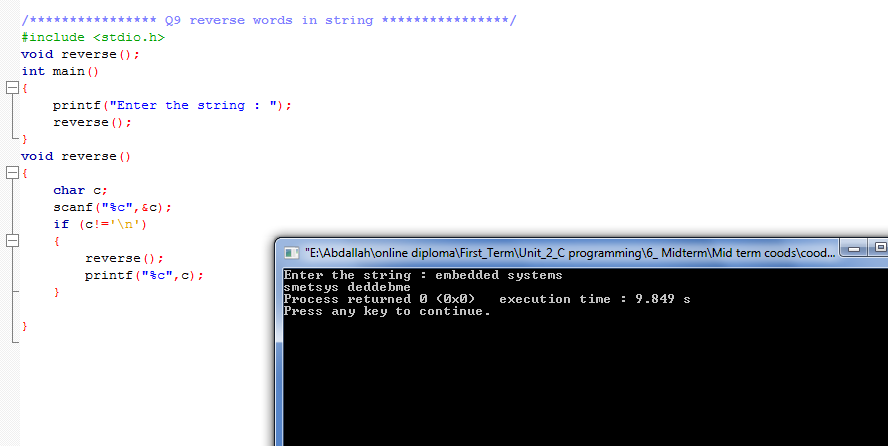 /**************** Q9 reverse words in string ****************/
#include <stdio.h>
void reverse();
int main()
{
    printf("Enter the string : ");
    reverse();
}
void reverse()
{
    char c;
    scanf("%c",&c);
    if (c!='\n')
    {
        reverse();
        printf("%c",c);
    }
}
"E:\Abdallah\online diploma\First_Term\Unit_2_C programming\6_ Midterm\Mid term coods\cood...
Enter the string : embedded systems
smetsys deddebme
Process returned 0 (0x0)   execution time : 9.849 s
Press any key to continue.